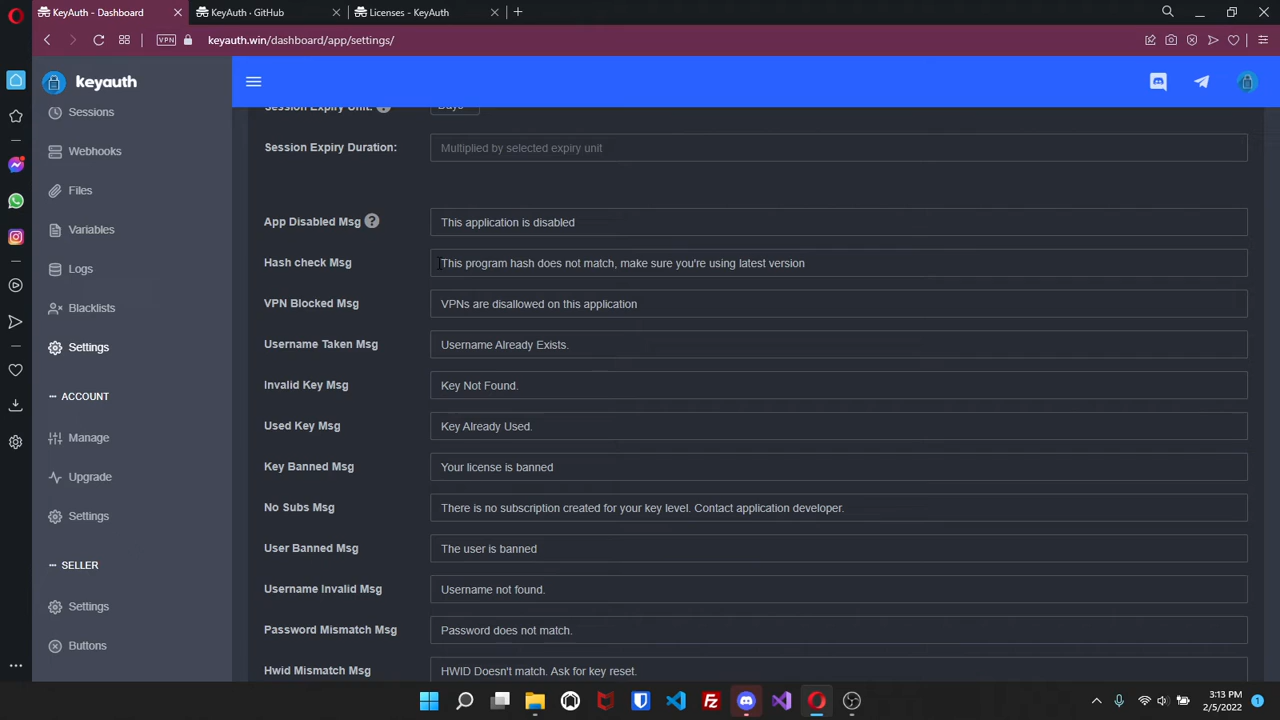 KeyAuth - Dashboard
KeyAuth · GitHub
Licenses - KeyAuth
VPN
keyauth.win/dashboard/app/settings/
keyauth
Sessions
Webhooks
Files
Variables
Logs
Blacklists
Settings
ACCOUNT
Manage
Upgrade
Settings
SELLER
Settings
Buttons
Session Expiry Unit:
Days
Session Expiry Duration:
Multiplied by selected expiry unit
App Disabled Msg ?
This application is disabled
Hash check Msg
This program hash does not match, make sure you're using latest version
VPN Blocked Msg
VPNs are disallowed on this application
Username Taken Msg
Username Already Exists.
Invalid Key Msg
Key Not Found.
Used Key Msg
Key Already Used.
Key Banned Msg
Your license is banned
No Subs Msg
There is no subscription created for your key level. Contact application developer.
User Banned Msg
The user is banned
Username Invalid Msg
Username not found.
Password Mismatch Msg
Password does not match.
Hwid Mismatch Msg
HWID Doesn't match. Ask for key reset.
3:13 PM
2/5/2022
1